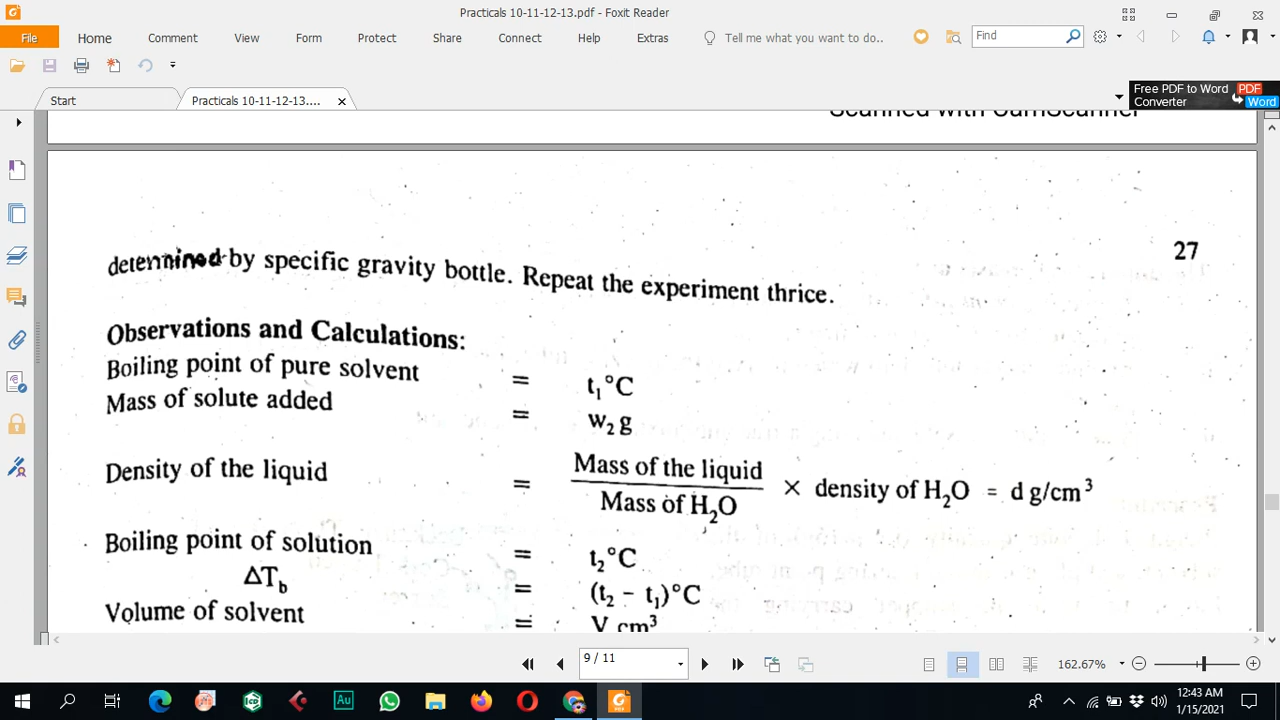 Practicals 10-11-12-13.pdf - Foxit Reader
File Home Comment View Form Protect Share Connect Help Extras Tell me what you want to do.. Find
Start Practicals 10-11-12-13....
Free PDF to Word
Converter
PDF
Word
Scanned with CamScanner
27
determined by specific gravity bottle. Repeat the experiment thrice.
Observations and Calculations:
Boiling point of pure solvent = t₁°C
Mass of solute added = w₂ g
Density of the liquid = Mass of the liquid / Mass of H₂O × density of H₂O = d g/cm³
Boiling point of solution = t₂°C
ΔT_b = (t₂ − t₁)°C
Volume of solvent = V cm³
9 / 11
162.67%
Au
12:43 AM
1/15/2021